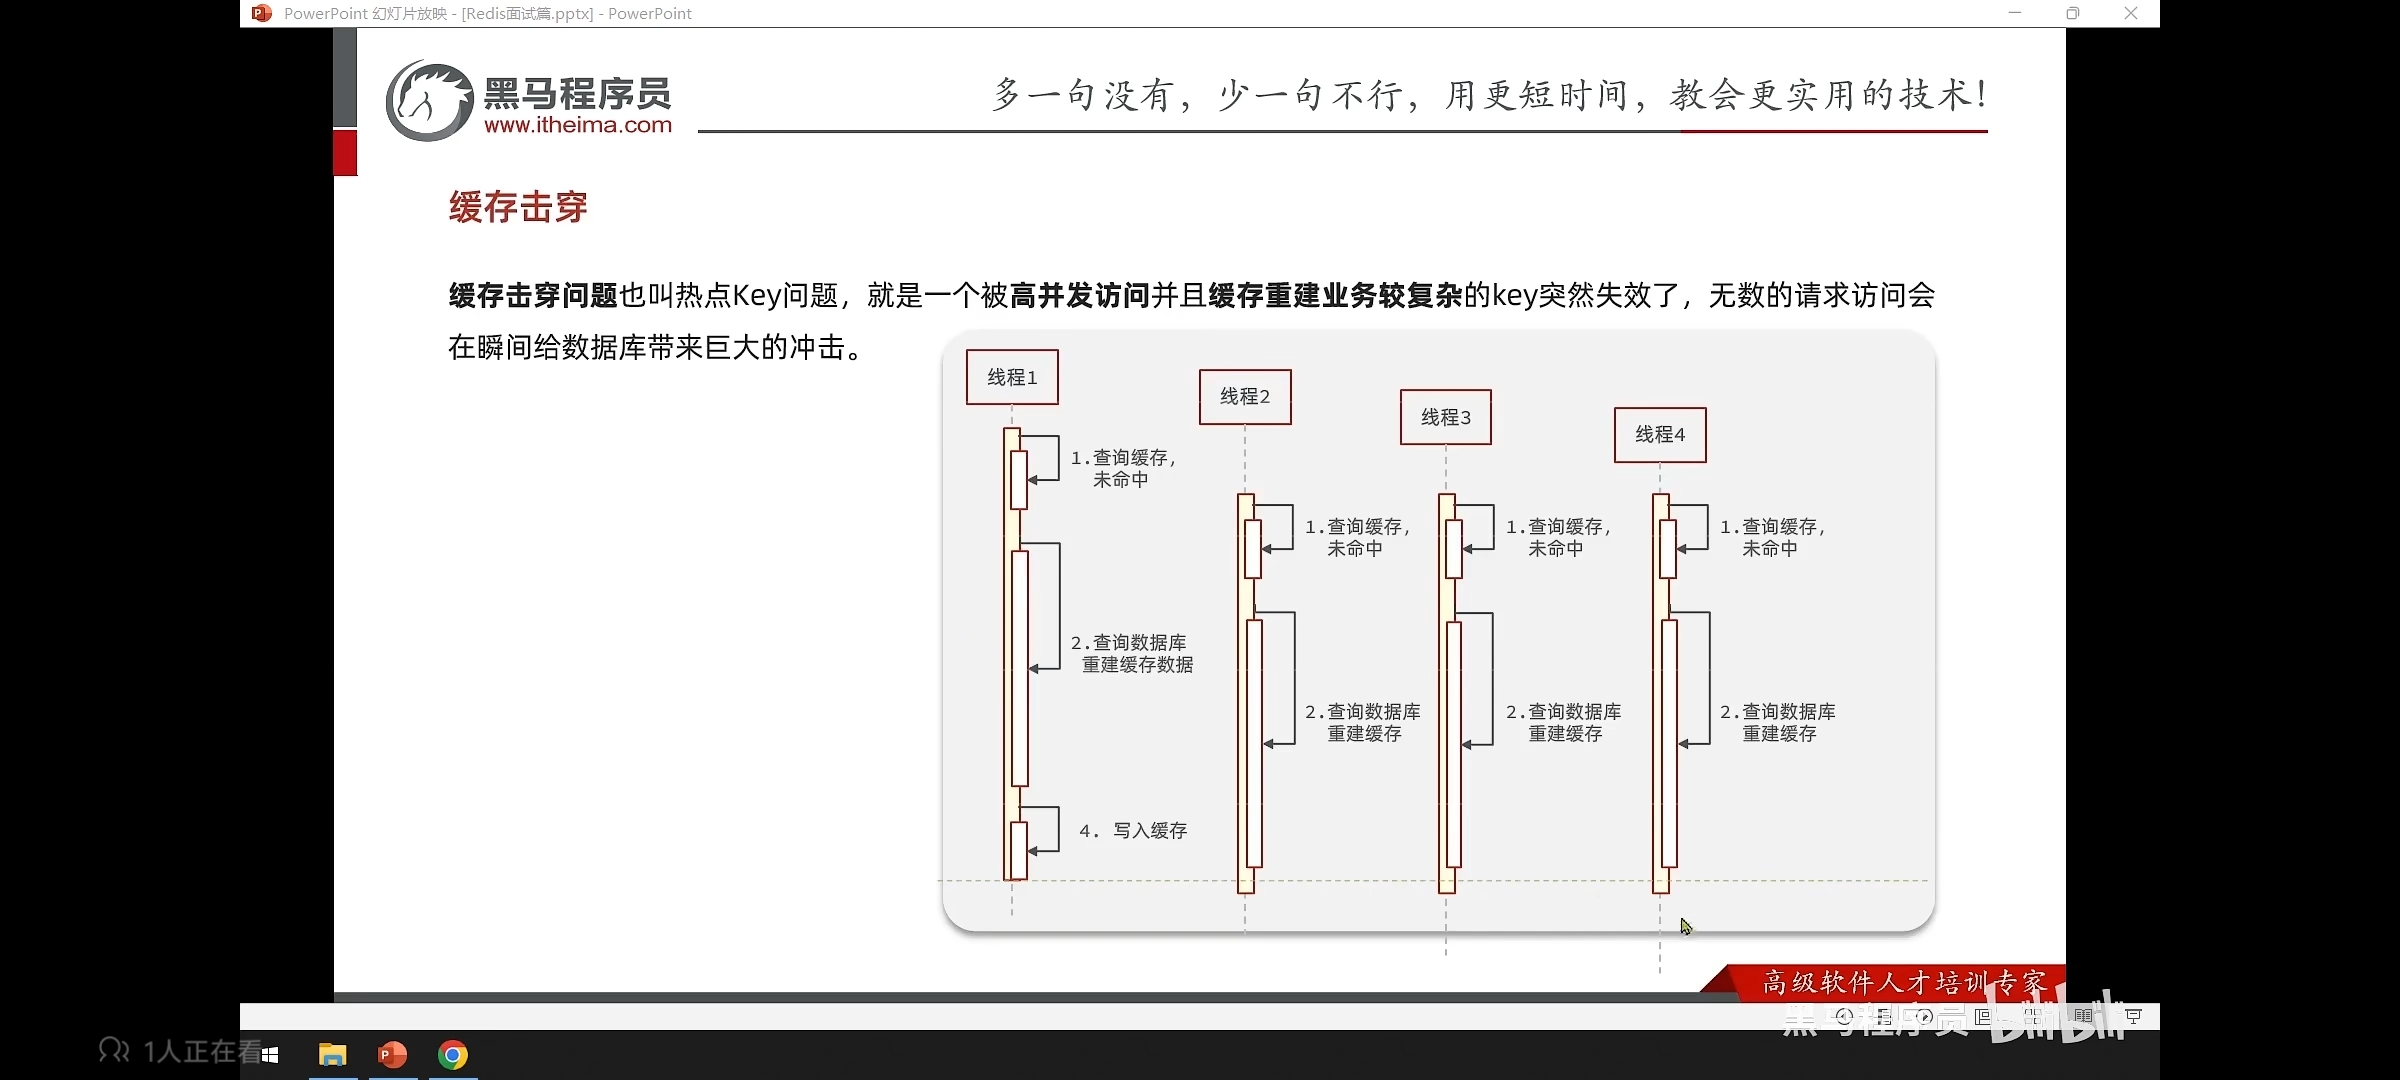 PowerPoint 幻灯片放映 - [Redis面试篇.pptx] - PowerPoint
黑马程序员
www.itheima.com
多一句没有，少一句不行，用更短时间，教会更实用的技术！
缓存击穿
缓存击穿问题也叫热点Key问题，就是一个被高并发访问并且缓存重建业务较复杂的key突然失效了，无数的请求访问会
在瞬间给数据库带来巨大的冲击。
线程1
1.查询缓存，
未命中
2.查询数据库
重建缓存数据
4. 写入缓存
线程2
1.查询缓存，
未命中
2.查询数据库
重建缓存
线程3
1.查询缓存，
未命中
2.查询数据库
重建缓存
线程4
1.查询缓存，
未命中
2.查询数据库
重建缓存
高级软件人才培训专家
黑马程序员 bilibili
1人正在看